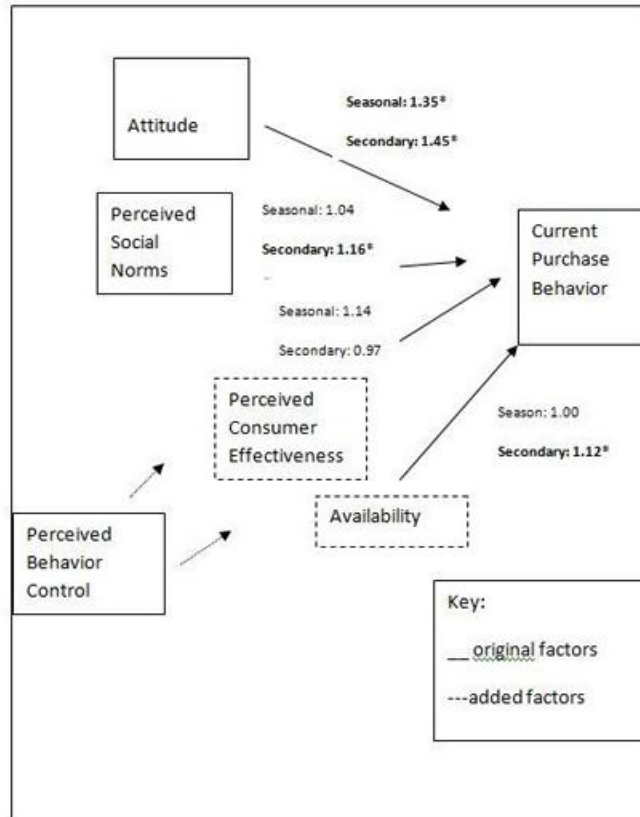 Attitude
Seasonal: 1.35*
Secondary: 1.45*
Perceived
Social
Norms
Seasonal: 1.04
Secondary: 1.16*
Current
Purchase
Behavior
Seasonal: 1.14
Secondary: 0.97
Perceived
Consumer
Effectiveness
Season: 1.00
Secondary: 1.12*
Availability
Perceived
Behavior
Control
Key:
__ original factors
---added factors